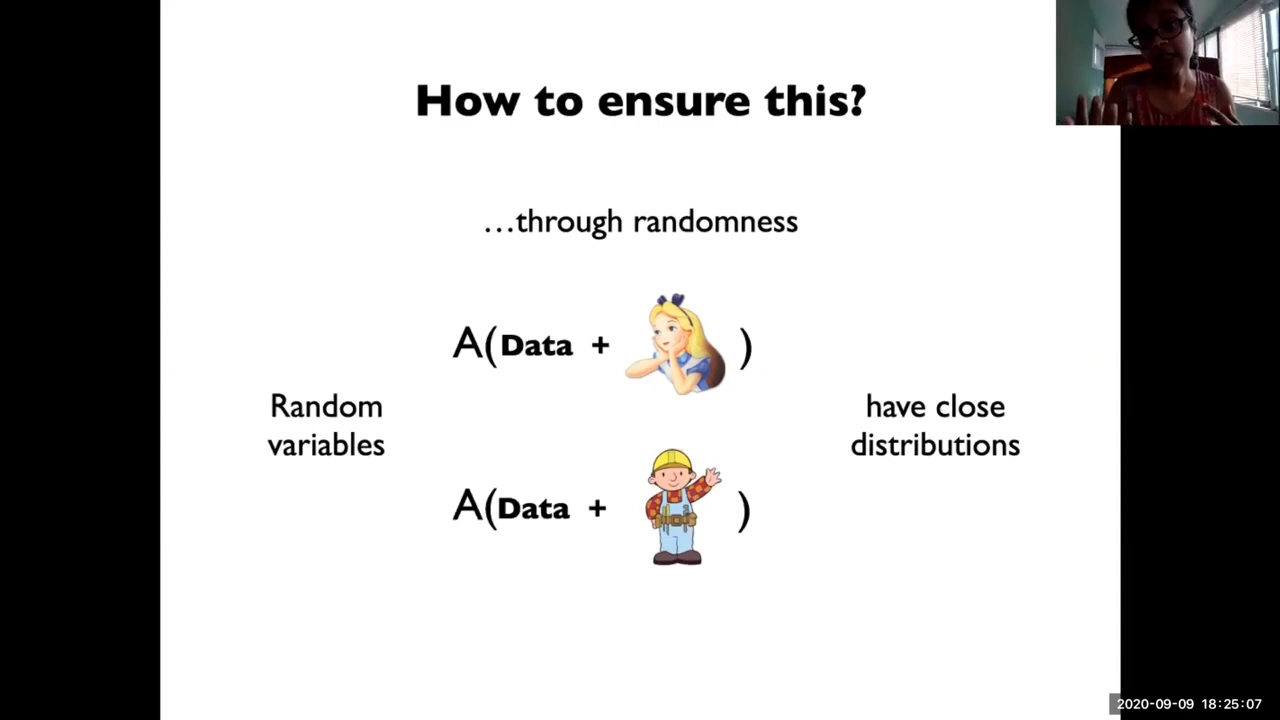 How to ensure this?
…through randomness
A(Data + )
Random
variables
have close
distributions
A(Data + )
2020-09-09 18:25:07